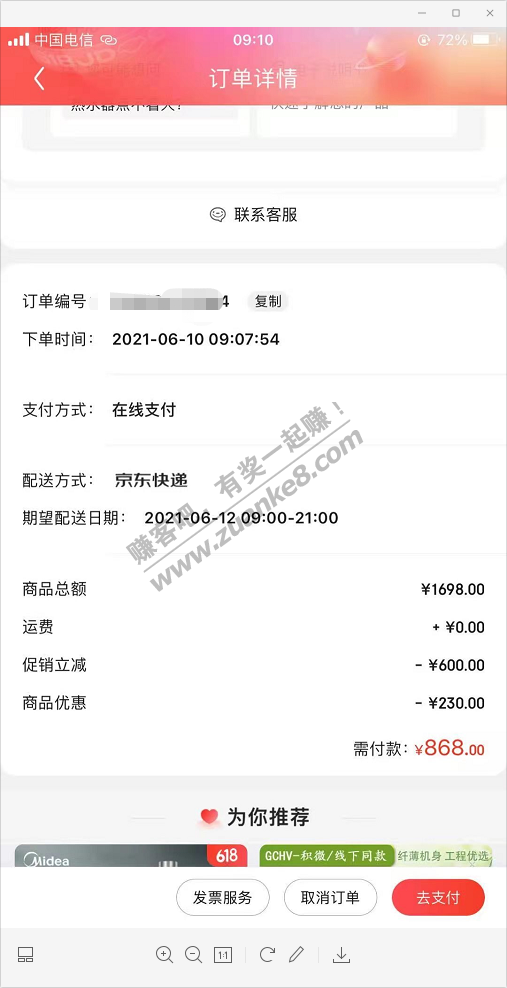 中国电信 09:10 72%
订单详情
联系客服
订单编号 4 复制
下单时间： 2021-06-10 09:07:54
支付方式： 在线支付
配送方式： 京东快递
期望配送日期： 2021-06-12 09:00-21:00
赚客吧，有奖一起赚！
www.zuanke8.com
商品总额 ¥1698.00
运费 + ¥0.00
促销立减 - ¥600.00
商品优惠 - ¥230.00
需付款：¥868.00
为你推荐
Midea 618 GCHV-积微/线下同款 纤薄机身 工程优选
发票服务 取消订单 去支付
1:1